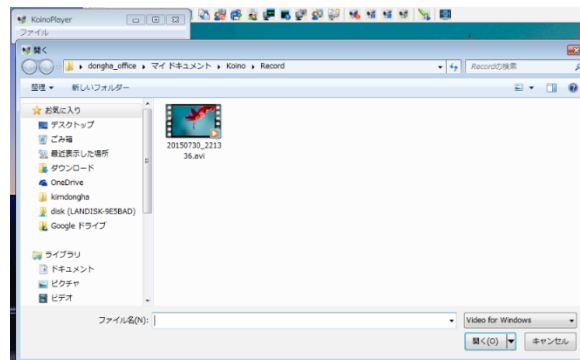 KoinoPlayer
ファイル
開く
dongha_office ▸ マイ ドキュメント ▸ Koino ▸ Record
Recordの検索
整理 ▾ 新しいフォルダー
お気に入り
デスクトップ
ごみ箱
最近表示した場所
ダウンロード
OneDrive
kimdongha
disk (LANDISK-9E5BAD)
Google ドライブ
ライブラリ
ドキュメント
ピクチャ
ビデオ
20150730_2213
36.avi
ファイル名(N):
Video for Windows
開く(O)
キャンセル